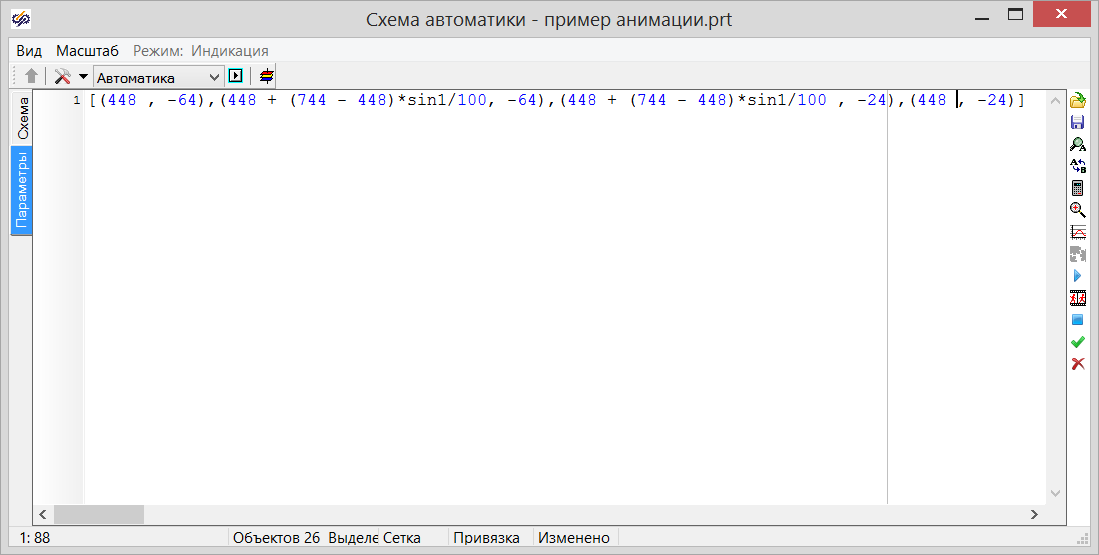 Схема автоматики - пример анимации.prt
Вид Масштаб Режим: Индикация
Автоматика
Схема
Параметры
1 [(448 , -64),(448 + (744 - 448)*sin1/100, -64),(448 + (744 - 448)*sin1/100 , -24),(448 , -24)]
1: 88 Объектов 26 Выделе Сетка Привязка Изменено